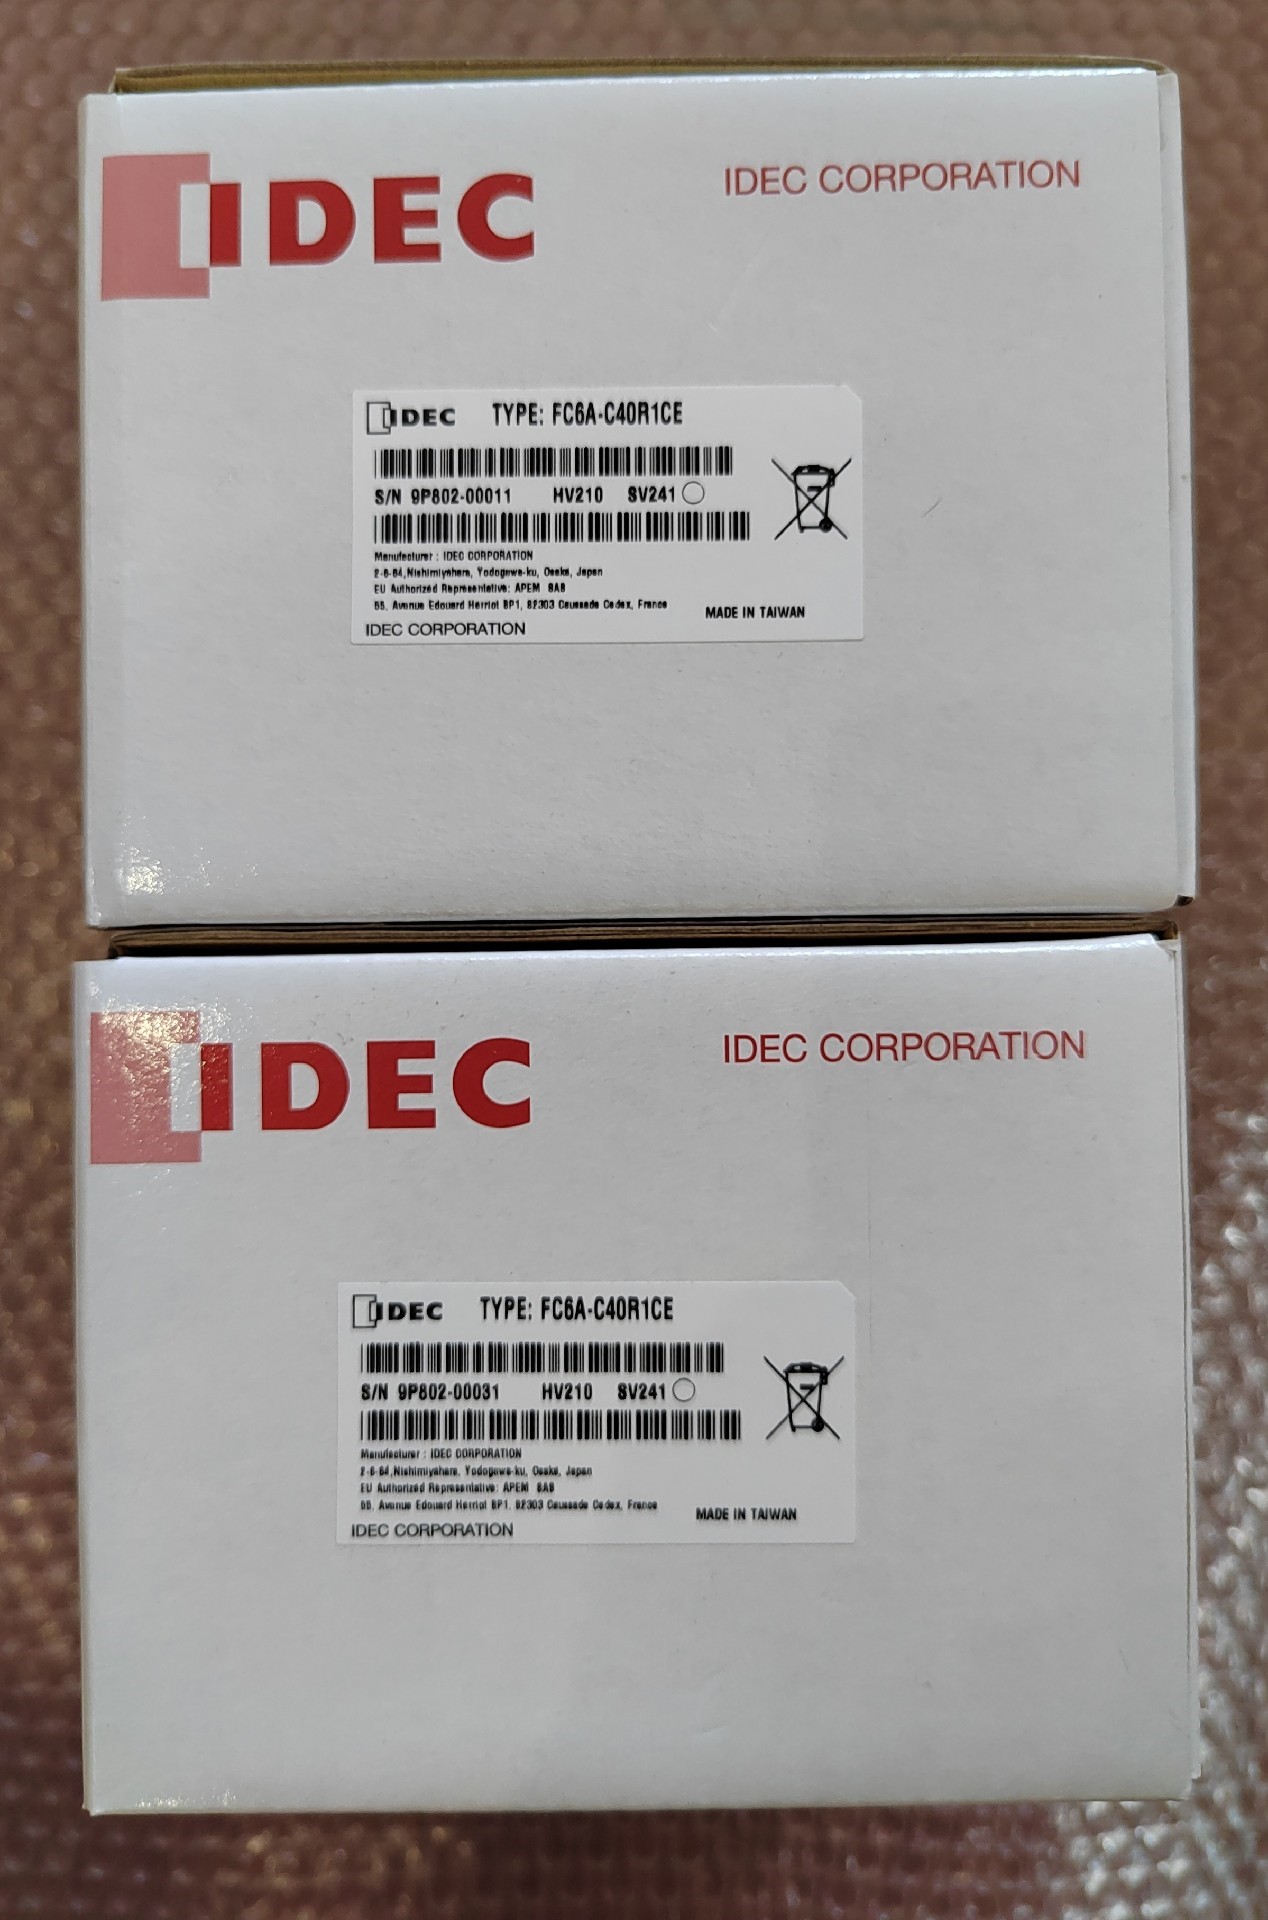 IDEC
IDEC CORPORATION
IDEC TYPE: FC6A-C40R1CE
S/N 9P802-00011 HV210 SV241
Manufacturer : IDEC CORPORATION
2-6-64,Nishimiyahara, Yodogawa-ku, Osaka, Japan
EU Authorized Representative: APEM SAS
55, Avenue Edouard Herriot BP1, 82303 Caussade Cedex, France
MADE IN TAIWAN
IDEC CORPORATION
IDEC
IDEC CORPORATION
IDEC TYPE: FC6A-C40R1CE
S/N 9P802-00031 HV210 SV241
Manufacturer : IDEC CORPORATION
2-6-64,Nishimiyahara, Yodogawa-ku, Osaka, Japan
EU Authorized Representative: APEM SAS
55, Avenue Edouard Herriot BP1, 82303 Caussade Cedex, France
MADE IN TAIWAN
IDEC CORPORATION